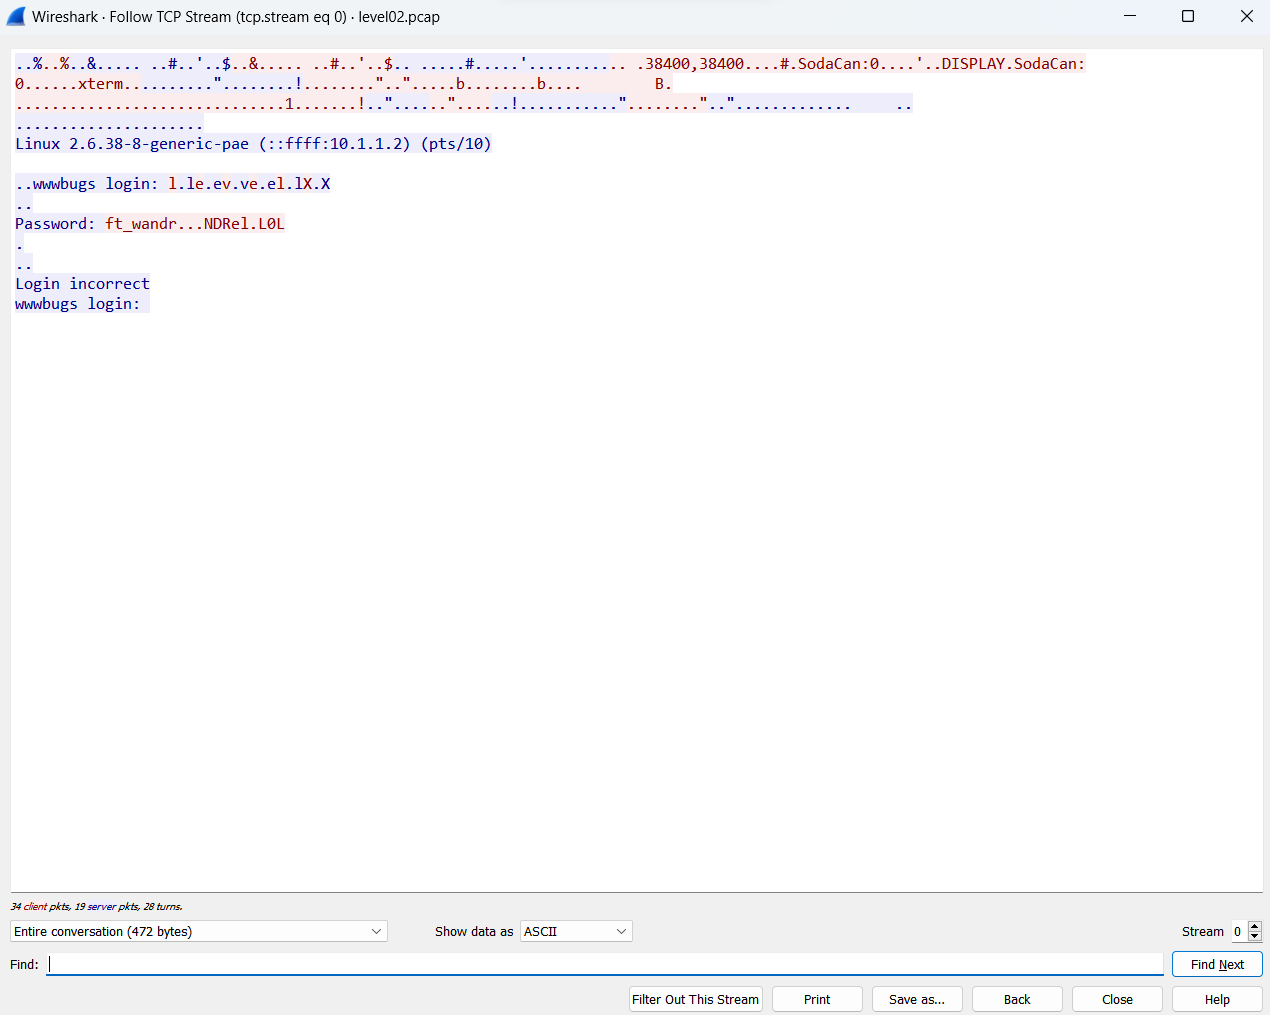 Wireshark · Follow TCP Stream (tcp.stream eq 0) · level02.pcap
..%..%..&..... ..#..'..$..&..... ..#..'..$.. .....#.....'........... .38400,38400....#.SodaCan:0....'..DISPLAY.SodaCan:
0......xterm.........."........!........"..".....b........b.... B.
..............................1.......!.."......"......!..........."........"..".............	..
.....................
Linux 2.6.38-8-generic-pae (::ffff:10.1.1.2) (pts/10)
..wwwbugs login: l.le.ev.ve.el.lX.X
..
Password: ft_wandr...NDRel.L0L
.
..
Login incorrect
wwwbugs login:
34 client pkts, 19 server pkts, 28 turns.
Entire conversation (472 bytes) Show data as ASCII Stream 0
Find: Find Next
Filter Out This Stream Print Save as... Back Close Help